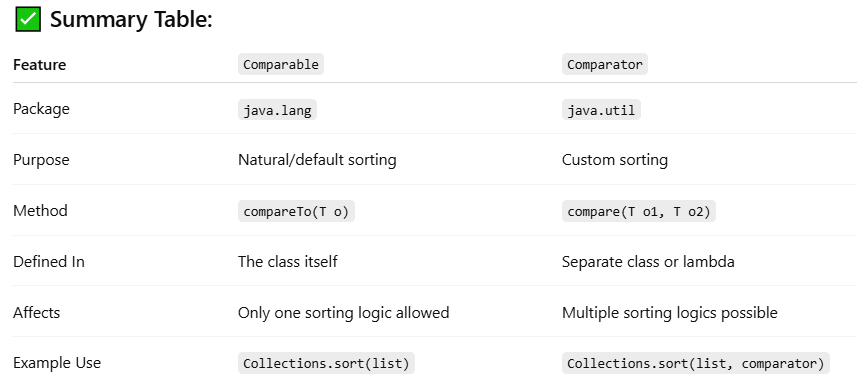 ✅ Summary Table:
Feature Comparable Comparator
Package java.lang java.util
Purpose Natural/default sorting Custom sorting
Method compareTo(T o) compare(T o1, T o2)
Defined In The class itself Separate class or lambda
Affects Only one sorting logic allowed Multiple sorting logics possible
Example Use Collections.sort(list) Collections.sort(list, comparator)